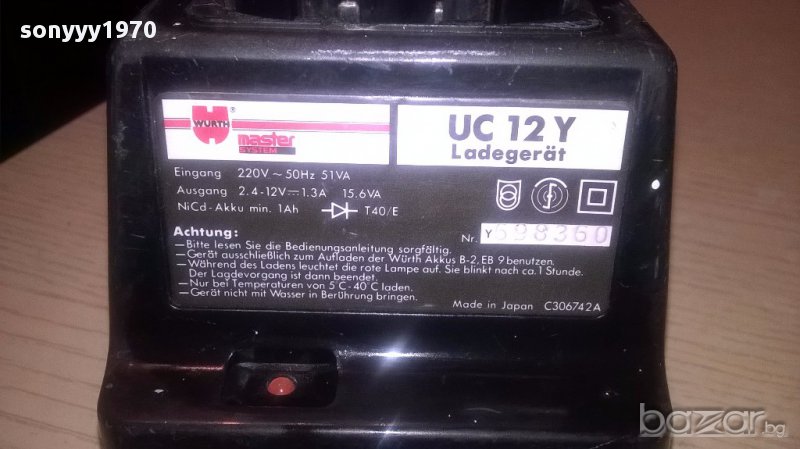 sonyyy1970
WÜRTH ®
master
SYSTEM
UC 12 Y
Ladegerät
Eingang 220V ~ 50Hz 51VA
Ausgang 2.4-12V 1.3A 15.6VA
NiCd-Akku min. 1Ah T40/E
Nr. Y698360
Achtung:
—Bitte lesen Sie die Bedienungsanleitung sorgfältig.
—Gerät ausschließlich zum Aufladen der Würth Akkus B-2, EB 9 benutzen.
—Während des Ladens leuchtet die rote Lampe auf. Sie blinkt nach ca. 1 Stunde.
Der Lagdevorgang ist dann beendet.
—Nur bei Temperaturen von 5°C-40°C laden.
—Gerät nicht mit Wasser in Berührung bringen.
Made in Japan C306742A
bazar.bg